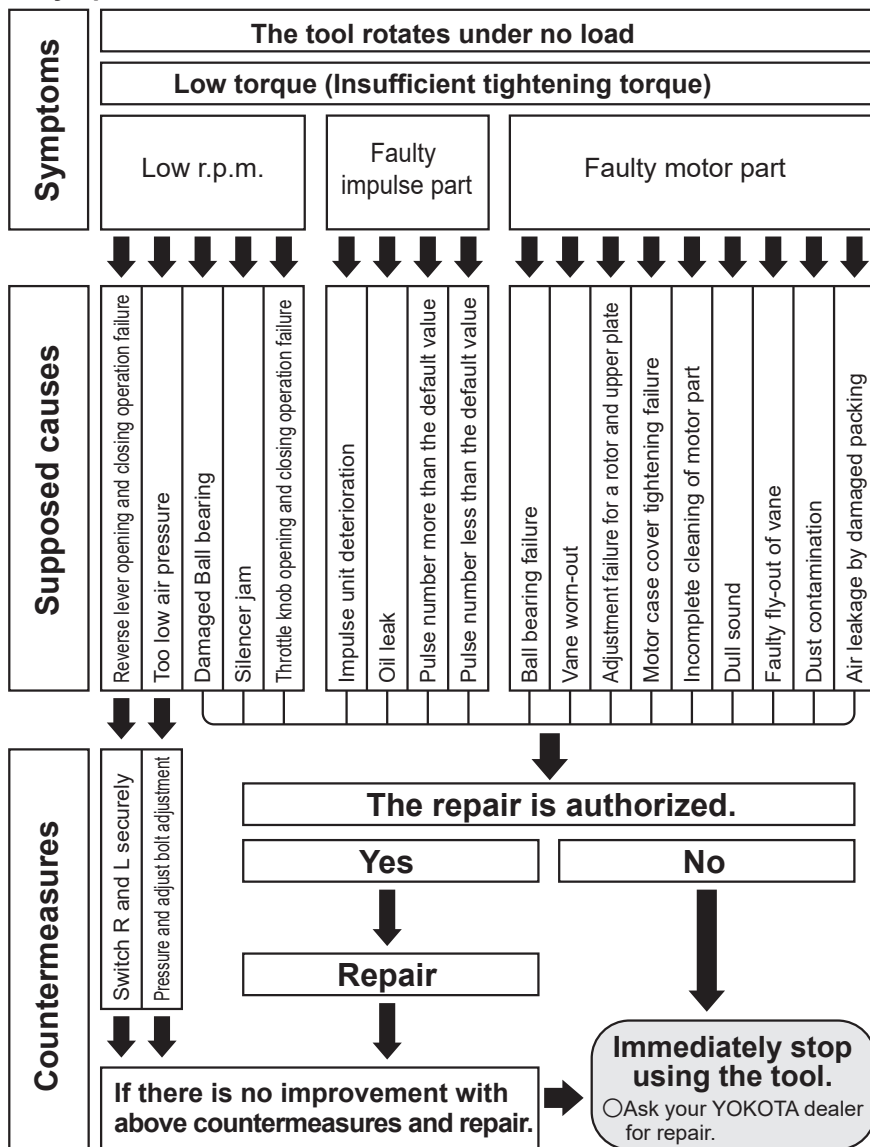 Symptoms
The tool rotates under no load
Low torque (Insufficient tightening torque)
Low r.p.m.
Faulty
impulse part
Faulty motor part
Supposed causes
Reverse lever opening and closing operation failure
Too low air pressure
Damaged Ball bearing
Silencer jam
Throttle knob opening and closing operation failure
Impulse unit deterioration
Oil leak
Pulse number more than the default value
Pulse number less than the default value
Ball bearing failure
Vane worn-out
Adjustment failure for a rotor and upper plate
Motor case cover tightening failure
Incomplete cleaning of motor part
Dull sound
Faulty fly-out of vane
Dust contamination
Air leakage by damaged packing
Countermeasures
Switch R and L securely
Pressure and adjust bolt adjustment
The repair is authorized.
Yes
No
Repair
If there is no improvement with
above countermeasures and repair.
Immediately stop
using the tool.
○Ask your YOKOTA dealer
for repair.